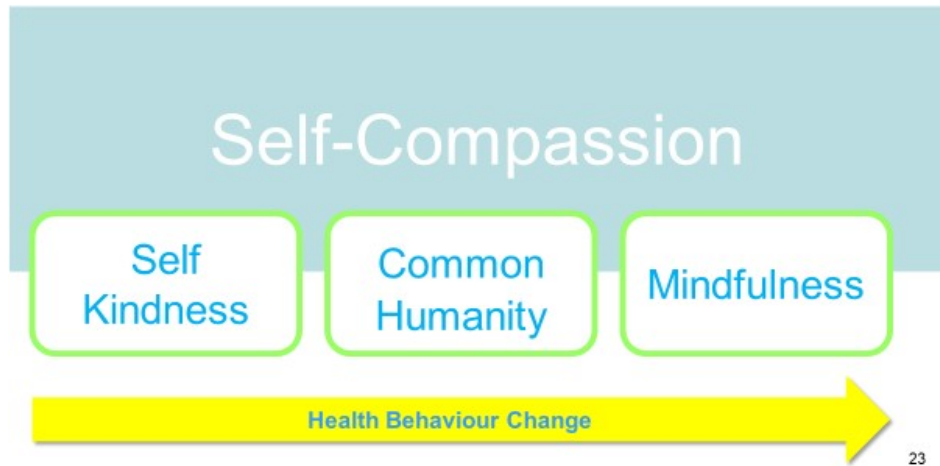 Self-Compassion
Self
Kindness
Common
Humanity
Mindfulness
Health Behaviour Change
23